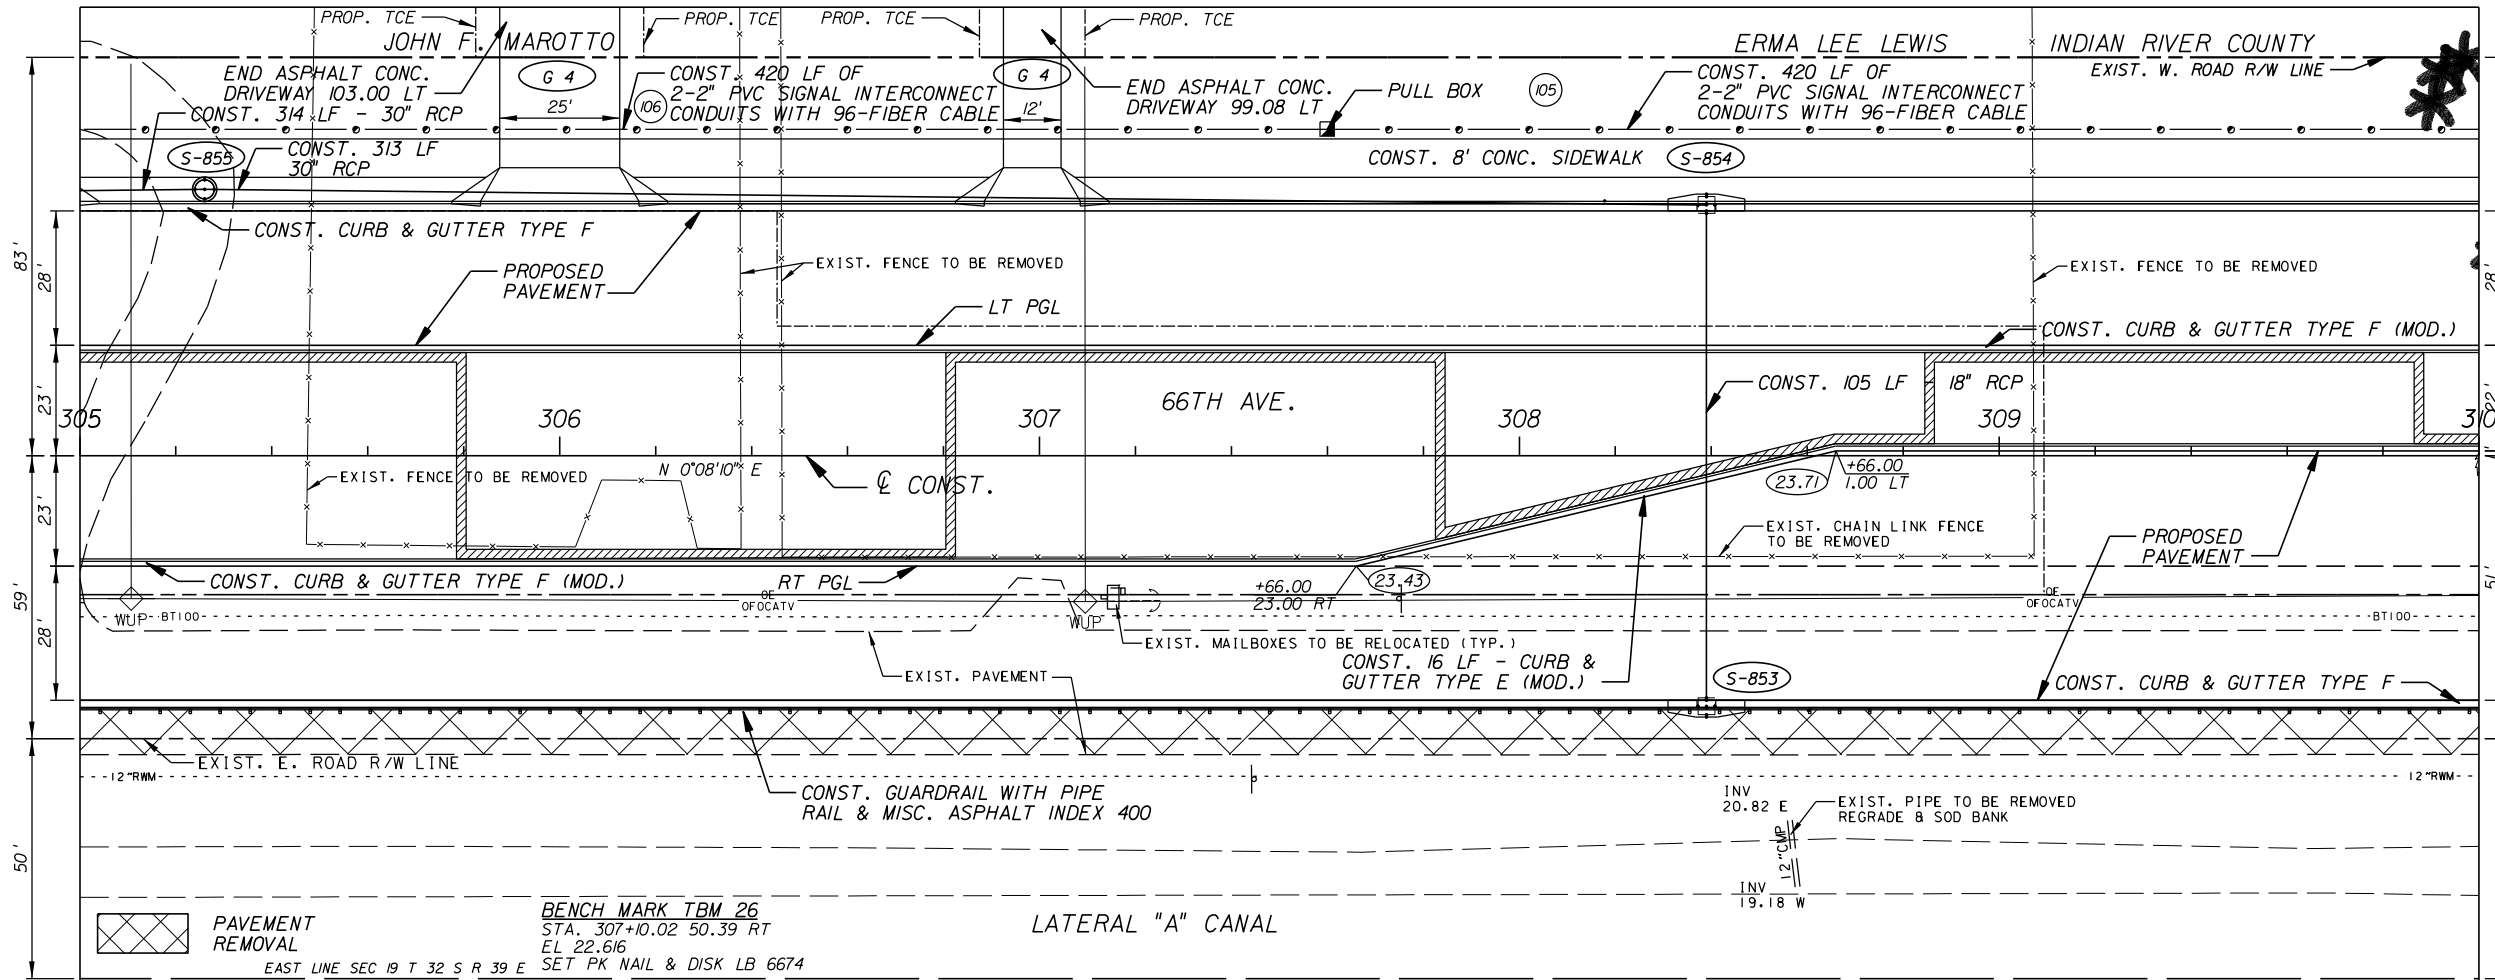 PROP. TCE
PROP. TCE
PROP. TCE
PROP. TCE
JOHN F. MAROTTO
ERMA LEE LEWIS
INDIAN RIVER COUNTY
EXIST. W. ROAD R/W LINE
END ASPHALT CONC.
DRIVEWAY 103.00 LT
G 4
25'
106
CONST. 420 LF OF
2-2" PVC SIGNAL INTERCONNECT
CONDUITS WITH 96-FIBER CABLE
G 4
12'
END ASPHALT CONC.
DRIVEWAY 99.08 LT
PULL BOX
105
CONST. 420 LF OF
2-2" PVC SIGNAL INTERCONNECT
CONDUITS WITH 96-FIBER CABLE
CONST. 314 LF - 30" RCP
S-855
CONST. 313 LF
30" RCP
CONST. 8' CONC. SIDEWALK
S-854
CONST. CURB & GUTTER TYPE F
83'
28'
PROPOSED
PAVEMENT
EXIST. FENCE TO BE REMOVED
EXIST. FENCE TO BE REMOVED
28'
LT PGL
CONST. CURB & GUTTER TYPE F (MOD.)
23'
66TH AVE.
CONST. 105 LF - 18" RCP
22'
305
306
307
308
309
310
1'
EXIST. FENCE TO BE REMOVED
N 0°08'10" E
℄ CONST.
23.71
+66.00
1.00 LT
23'
EXIST. CHAIN LINK FENCE
TO BE REMOVED
PROPOSED
PAVEMENT
CONST. CURB & GUTTER TYPE F (MOD.)
RT PGL
+66.00
23.00 RT
23.43
51'
59'
28'
WUP
BT100
OE
OFOCATV
WUP
OE
OFOCATV
BT100
EXIST. MAILBOXES TO BE RELOCATED (TYP.)
EXIST. PAVEMENT
CONST. 16 LF - CURB &
GUTTER TYPE E (MOD.)
S-853
CONST. CURB & GUTTER TYPE F
EXIST. E. ROAD R/W LINE
12"RWM
12"RWM
CONST. GUARDRAIL WITH PIPE
RAIL & MISC. ASPHALT INDEX 400
INV
20.82 E
EXIST. PIPE TO BE REMOVED
REGRADE & SOD BANK
12"CMP
INV
19.18 W
50'
PAVEMENT
REMOVAL
BENCH MARK TBM 26
STA. 307+10.02 50.39 RT
EL 22.616
SET PK NAIL & DISK LB 6674
LATERAL "A" CANAL
EAST LINE SEC 19 T 32 S R 39 E